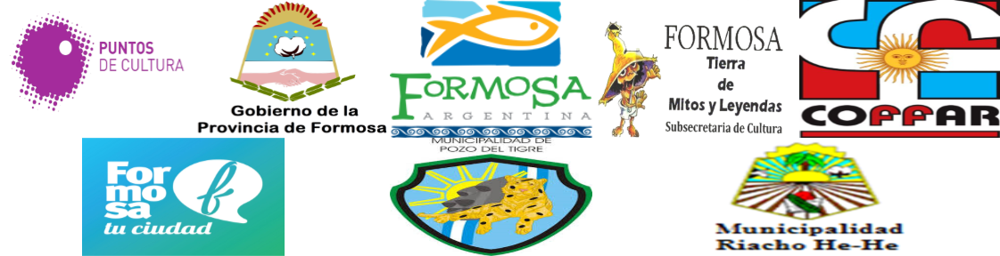 PUNTOS
DE CULTURA
Gobierno de la
Provincia de Formosa
FORMOSA
ARGENTINA
FORMOSA
Tierra
de
Mitos y Leyendas
Subsecretaria de Cultura
COFFAR
For
mo
sa
tu ciudad
f
MUNICIPALIDAD DE
POZO DEL TIGRE
Municipalidad
Riacho He-He